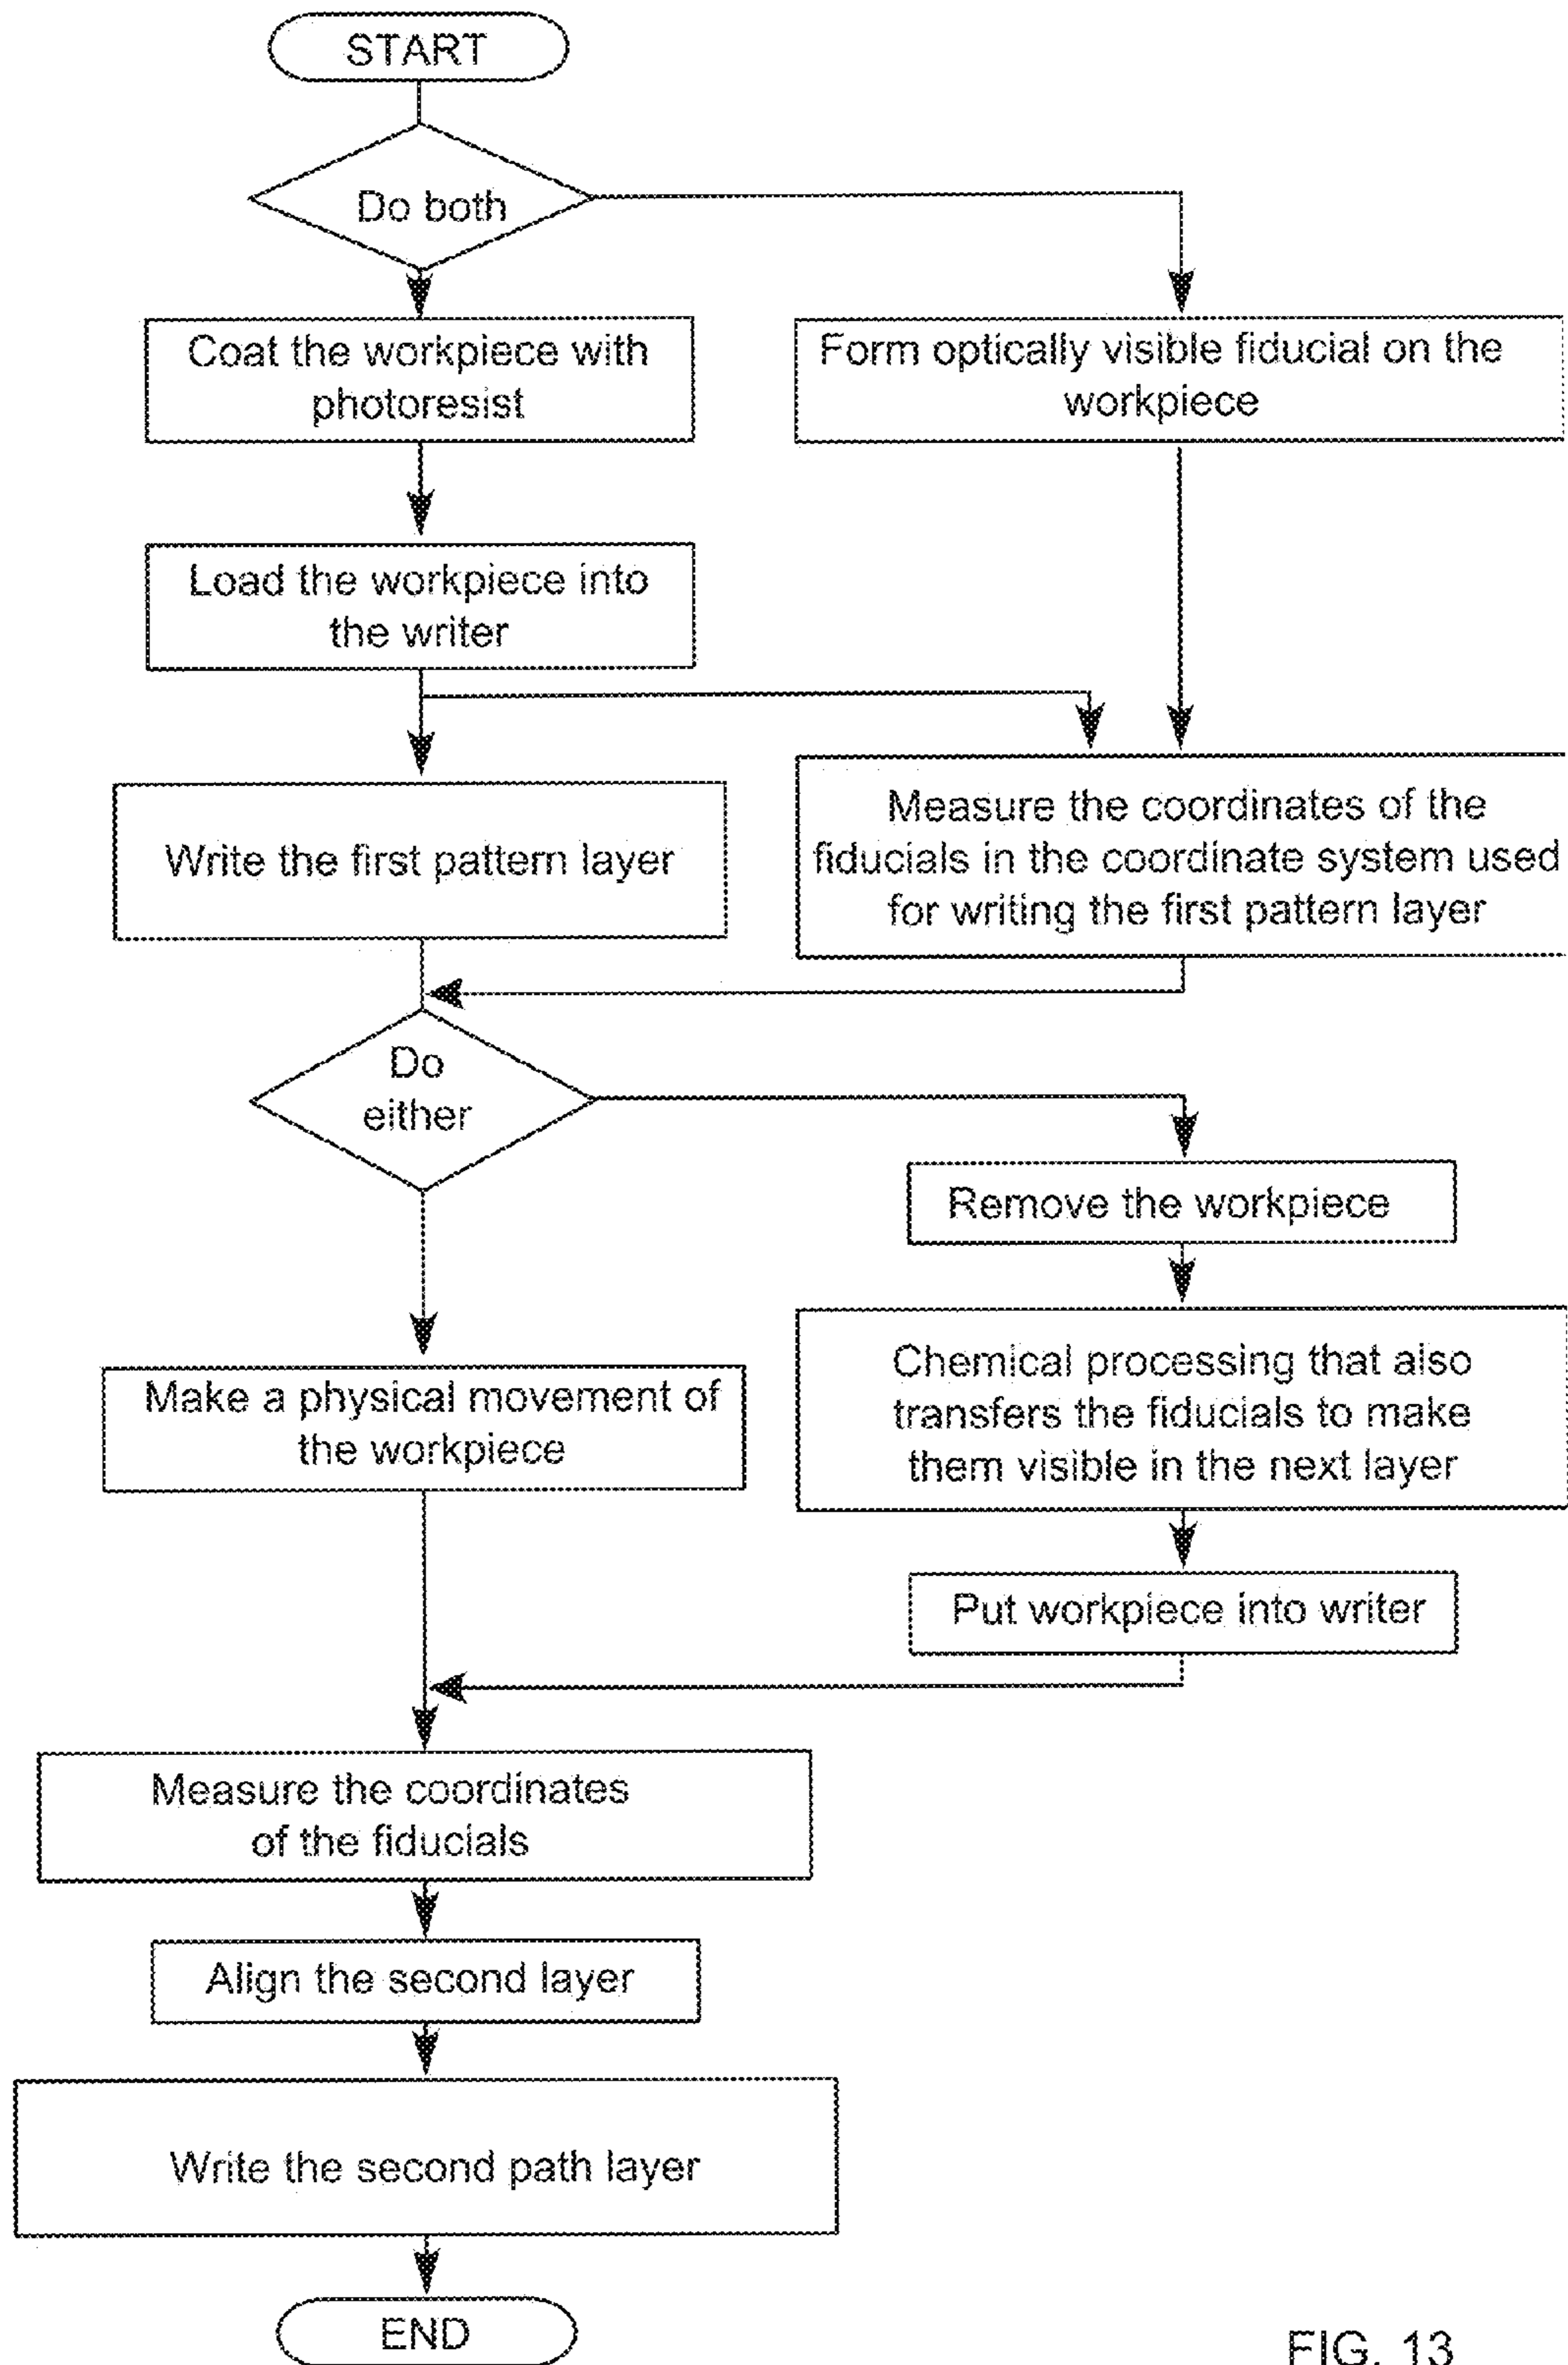 START
Do both
Coat the workpiece with
photoresist
Form optically visible fiducial on the
workpiece
Load the workpiece into
the writer
Write the first pattern layer
Measure the coordinates of the
fiducials in the coordinate system used
for writing the first pattern layer
Do
either
Remove the workpiece
Make a physical movement of
the workpiece
Chemical processing that also
transfers the fiducials to make
them visible in the next layer
Put workpiece into writer
Measure the coordinates
of the fiducials
Align the second layer
Write the second path layer
END
FIG. 13